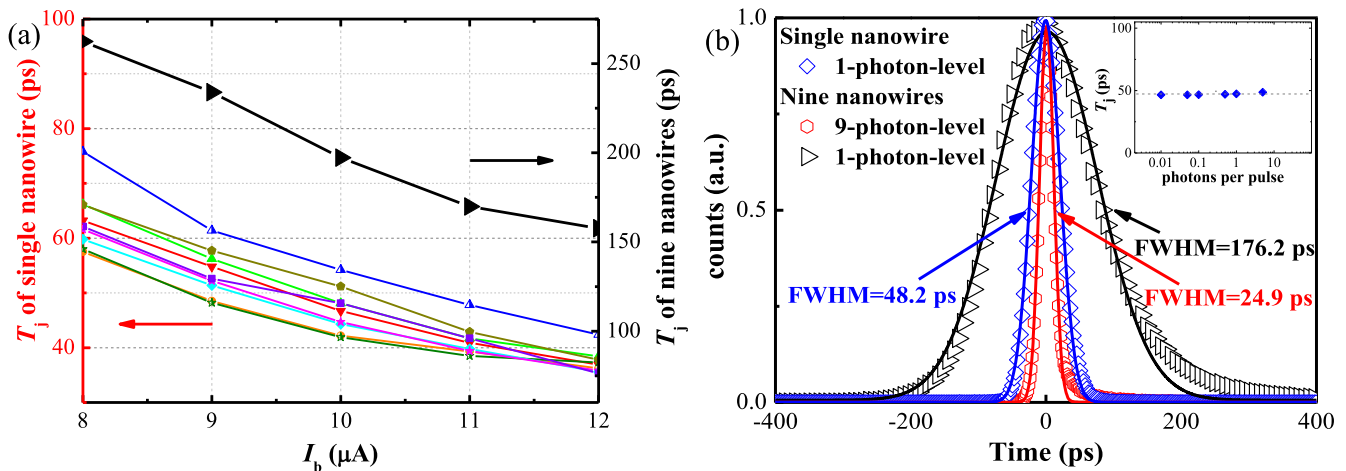 (a)
100
80
60
40
T_j of single nanowire (ps)
8
9
10
11
12
I_b (μA)
250
200
150
100
T_j of nine nanowires (ps)
(b)
1.0
0.5
0.0
counts (a.u.)
-400
-200
0
200
400
Time (ps)
Single nanowire
1-photon-level
Nine nanowires
9-photon-level
1-photon-level
FWHM=48.2 ps
FWHM=176.2 ps
FWHM=24.9 ps
100
50
0
T_j (ps)
0.01
0.1
1
10
photons per pulse